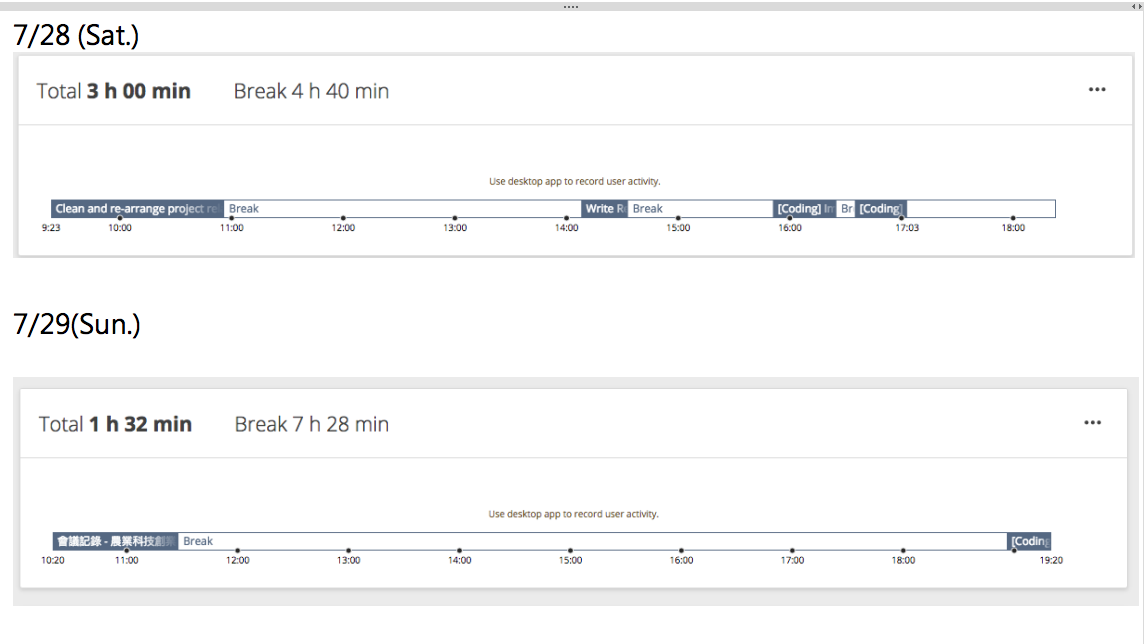 7/28 (Sat.)
Total 3 h 00 min Break 4 h 40 min
Use desktop app to record user activity.
Clean and re-arrange project Break Write Break [Coding] Br [Coding]
9:23 10:00 11:00 12:00 13:00 14:00 15:00 16:00 17:03 18:00
7/29(Sun.)
Total 1 h 32 min Break 7 h 28 min
Use desktop app to record user activity.
會議記錄 - 農業科技創 Break [Coding
10:20 11:00 12:00 13:00 14:00 15:00 16:00 17:00 18:00 19:20